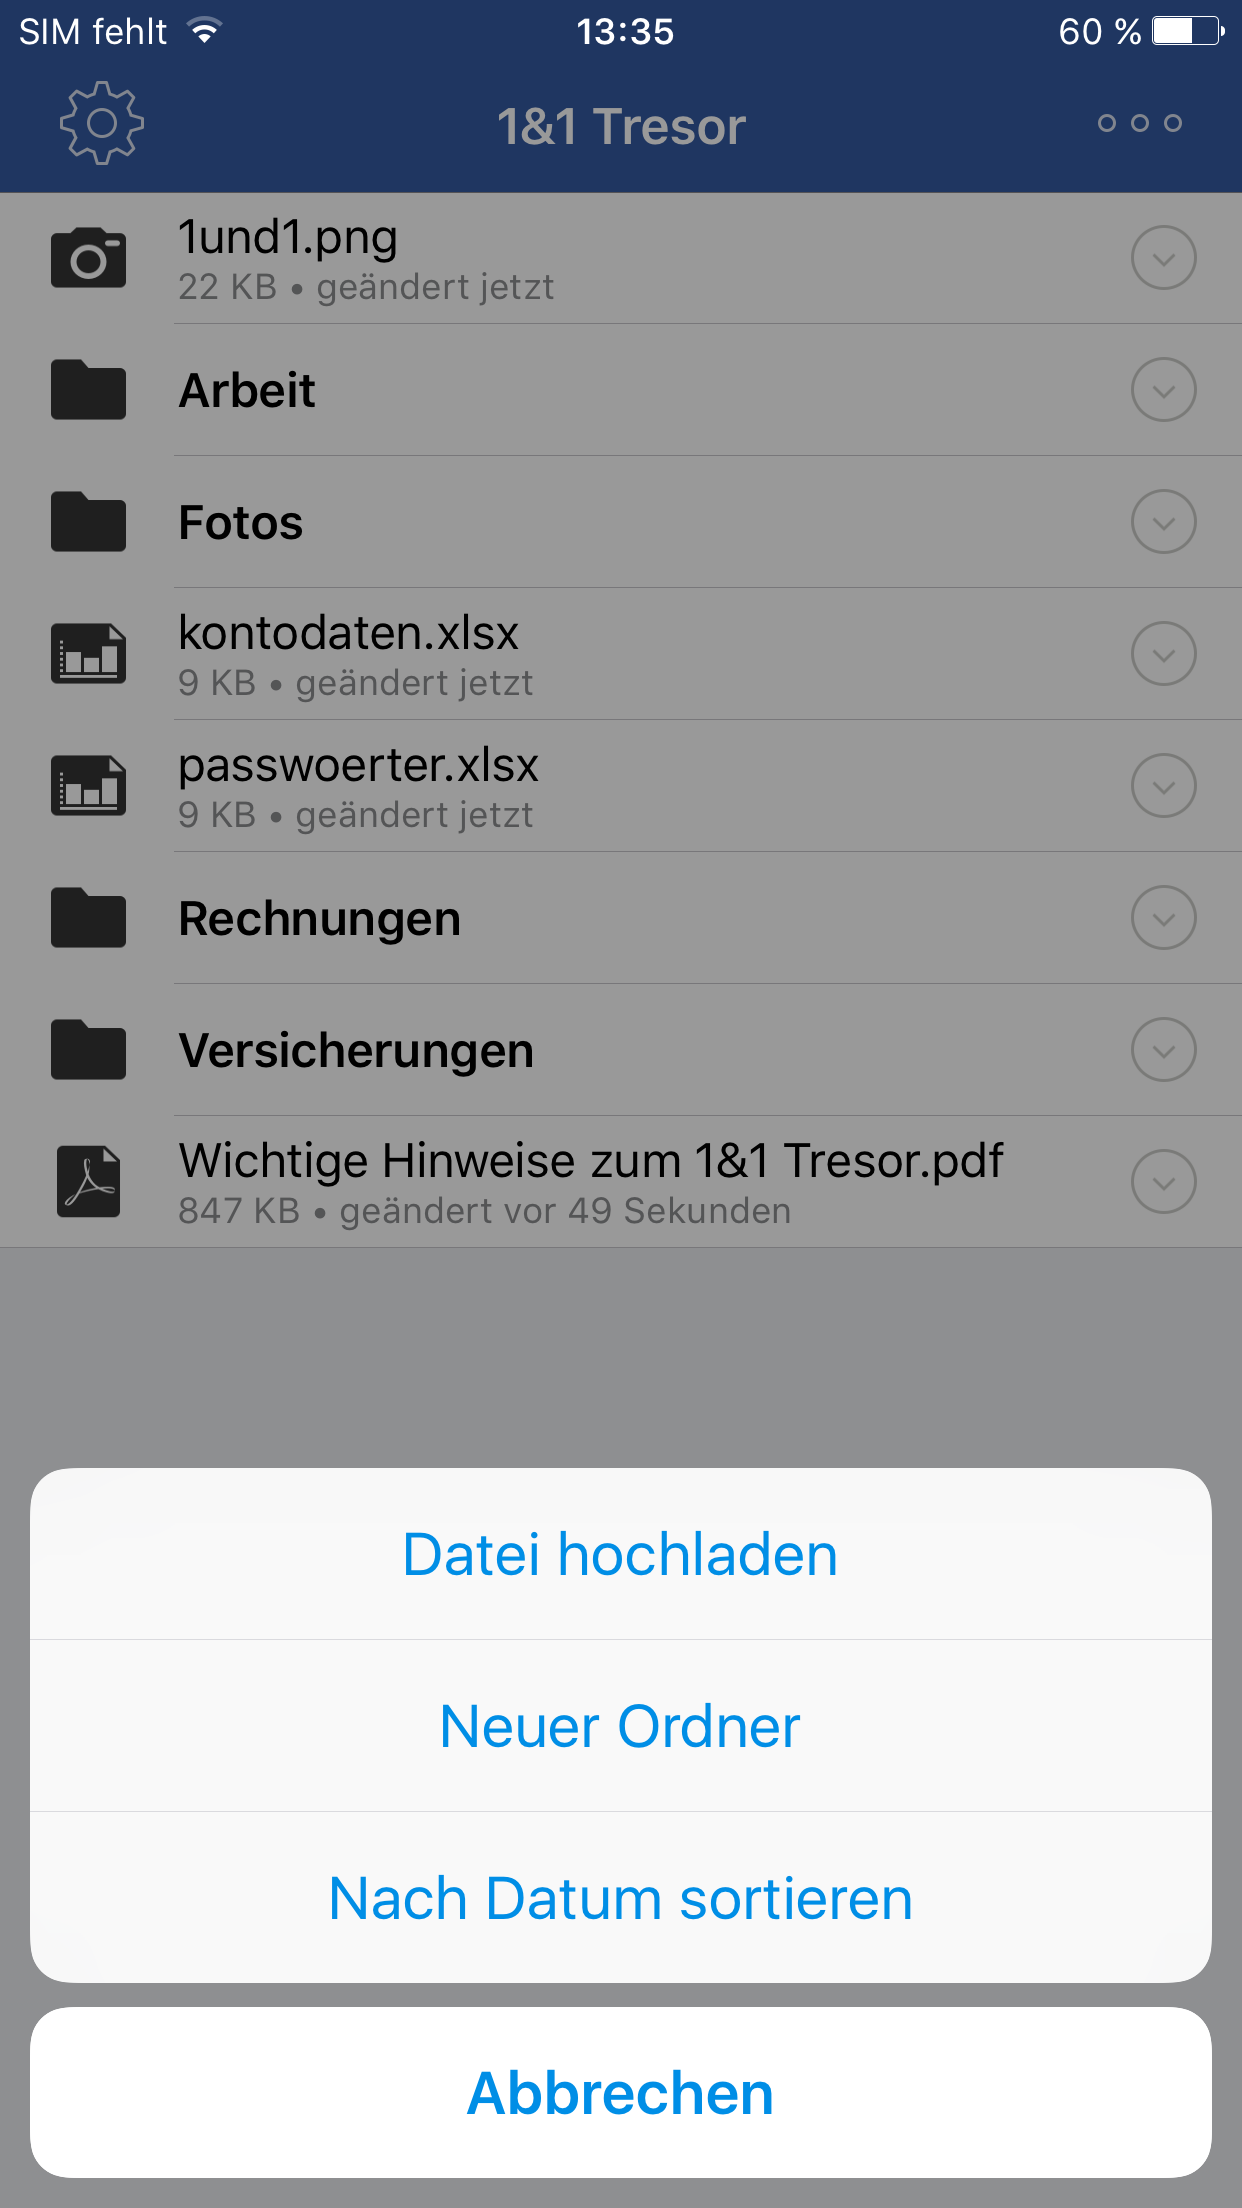 SIM fehlt 13:35 60 %
1&1 Tresor
1und1.png
22 KB • geändert jetzt
Arbeit
Fotos
kontodaten.xlsx
9 KB • geändert jetzt
passwoerter.xlsx
9 KB • geändert jetzt
Rechnungen
Versicherungen
Wichtige Hinweise zum 1&1 Tresor.pdf
847 KB • geändert vor 49 Sekunden
Datei hochladen
Neuer Ordner
Nach Datum sortieren
Abbrechen